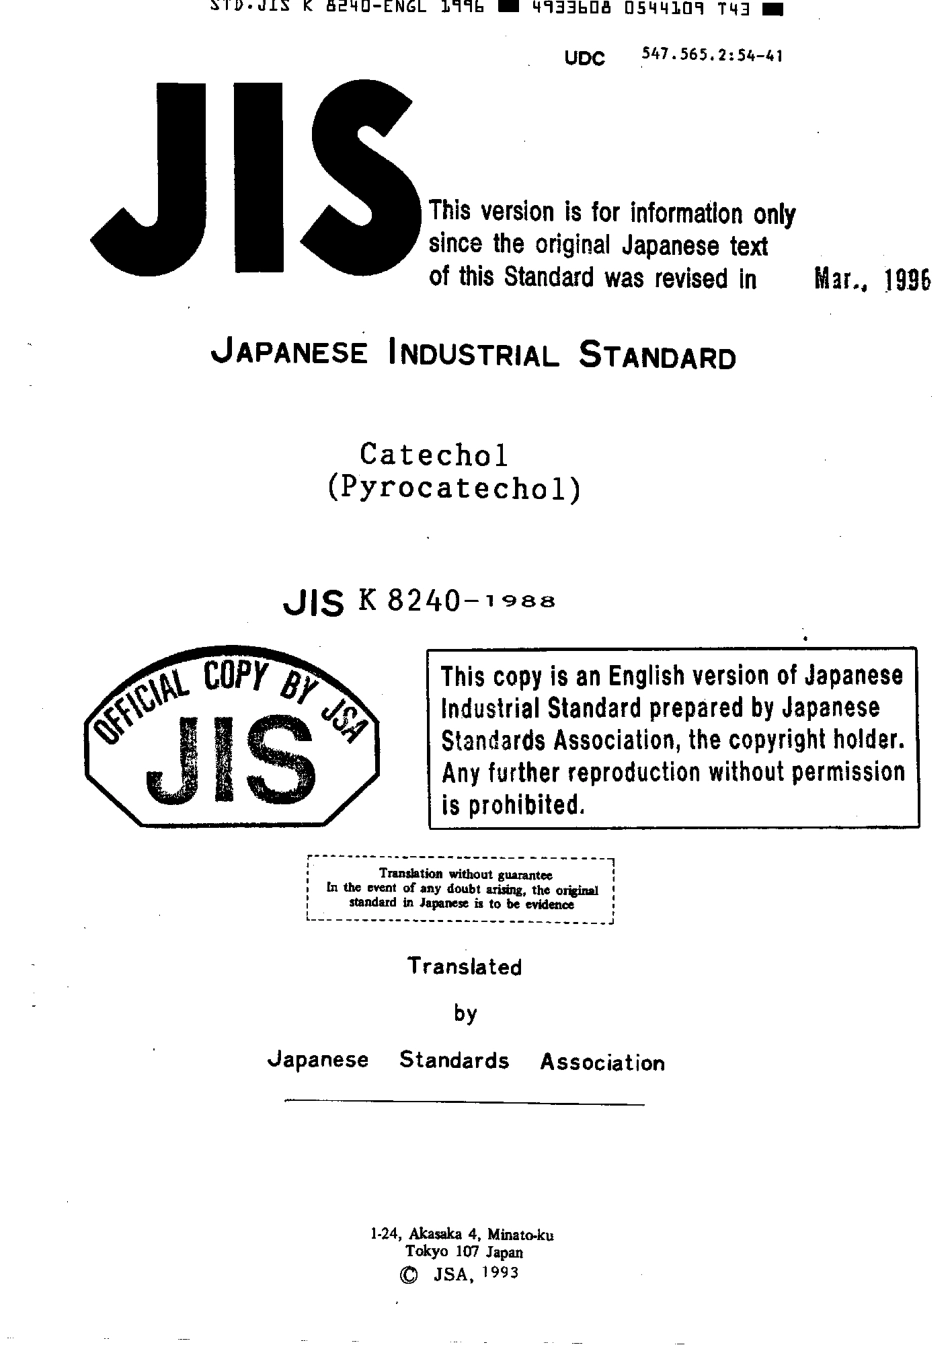 STD.JIS K 8240-ENGL 1996 ■ 4933608 0544109 T43 ■
UDC 547.565.2:54-41
JIS
This version is for information only
since the original Japanese text
of this Standard was revised in Mar., 1996
JAPANESE INDUSTRIAL STANDARD
Catechol
(Pyrocatechol)
JIS K 8240-1988
OFFICIAL COPY BY JSA
JIS
This copy is an English version of Japanese
Industrial Standard prepared by Japanese
Standards Association, the copyright holder.
Any further reproduction without permission
is prohibited.
Translation without guarantee
In the event of any doubt arising, the original
standard in Japanese is to be evidence
Translated
by
Japanese Standards Association
1-24, Akasaka 4, Minato-ku
Tokyo 107 Japan
© JSA, 1993